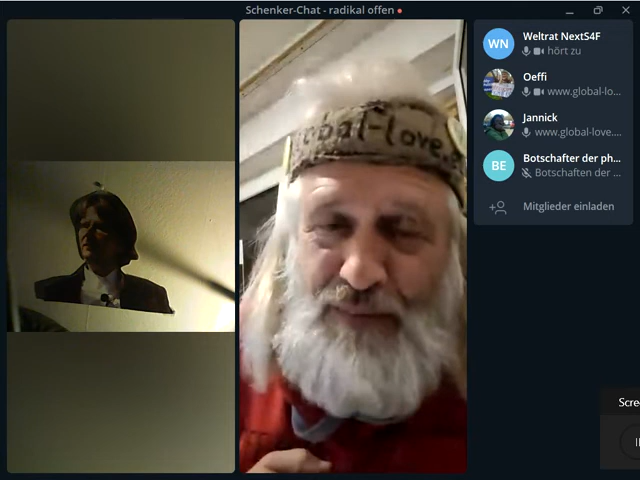 Schenker-Chat - radikal offen
global-love.
WN
Weltrat NextS4F
hört zu
Oeffi
www.global-lo...
Jannick
www.global-love....
BE
Botschafter der ph...
Botschaften der ...
Mitglieder einladen
Scre